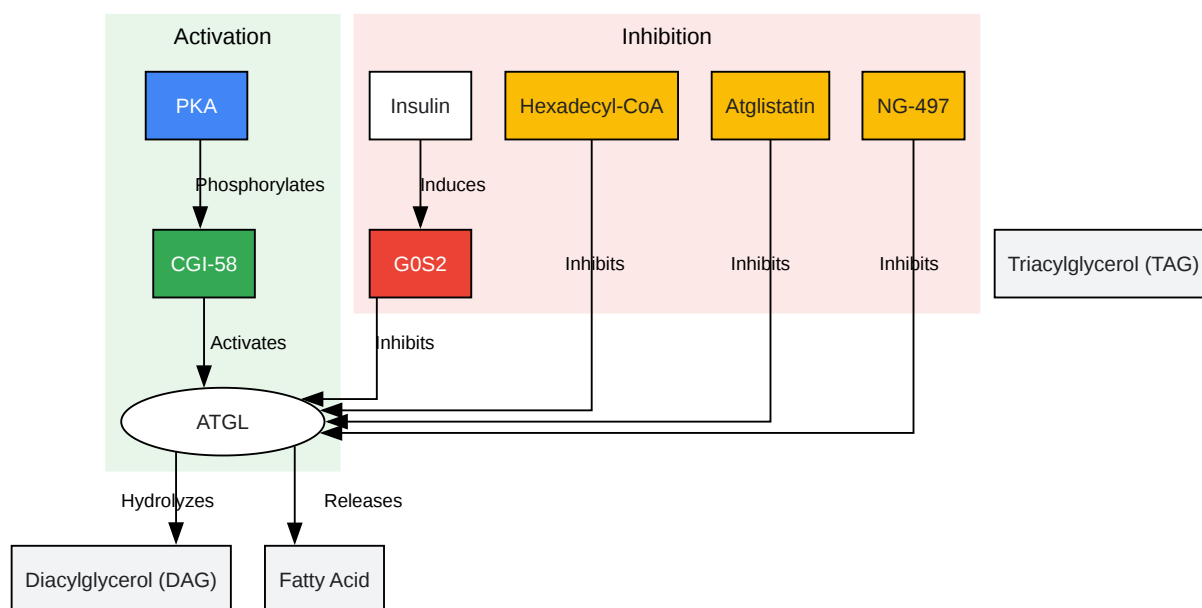 Activation
Inhibition
PKA
Insulin
Hexadecyl-CoA
Atglistatin
NG-497
Phosphorylates
Induces
CGI-58
G0S2
Inhibits
Inhibits
Inhibits
Triacylglycerol (TAG)
Activates
Inhibits
ATGL
Hydrolyzes
Releases
Diacylglycerol (DAG)
Fatty Acid